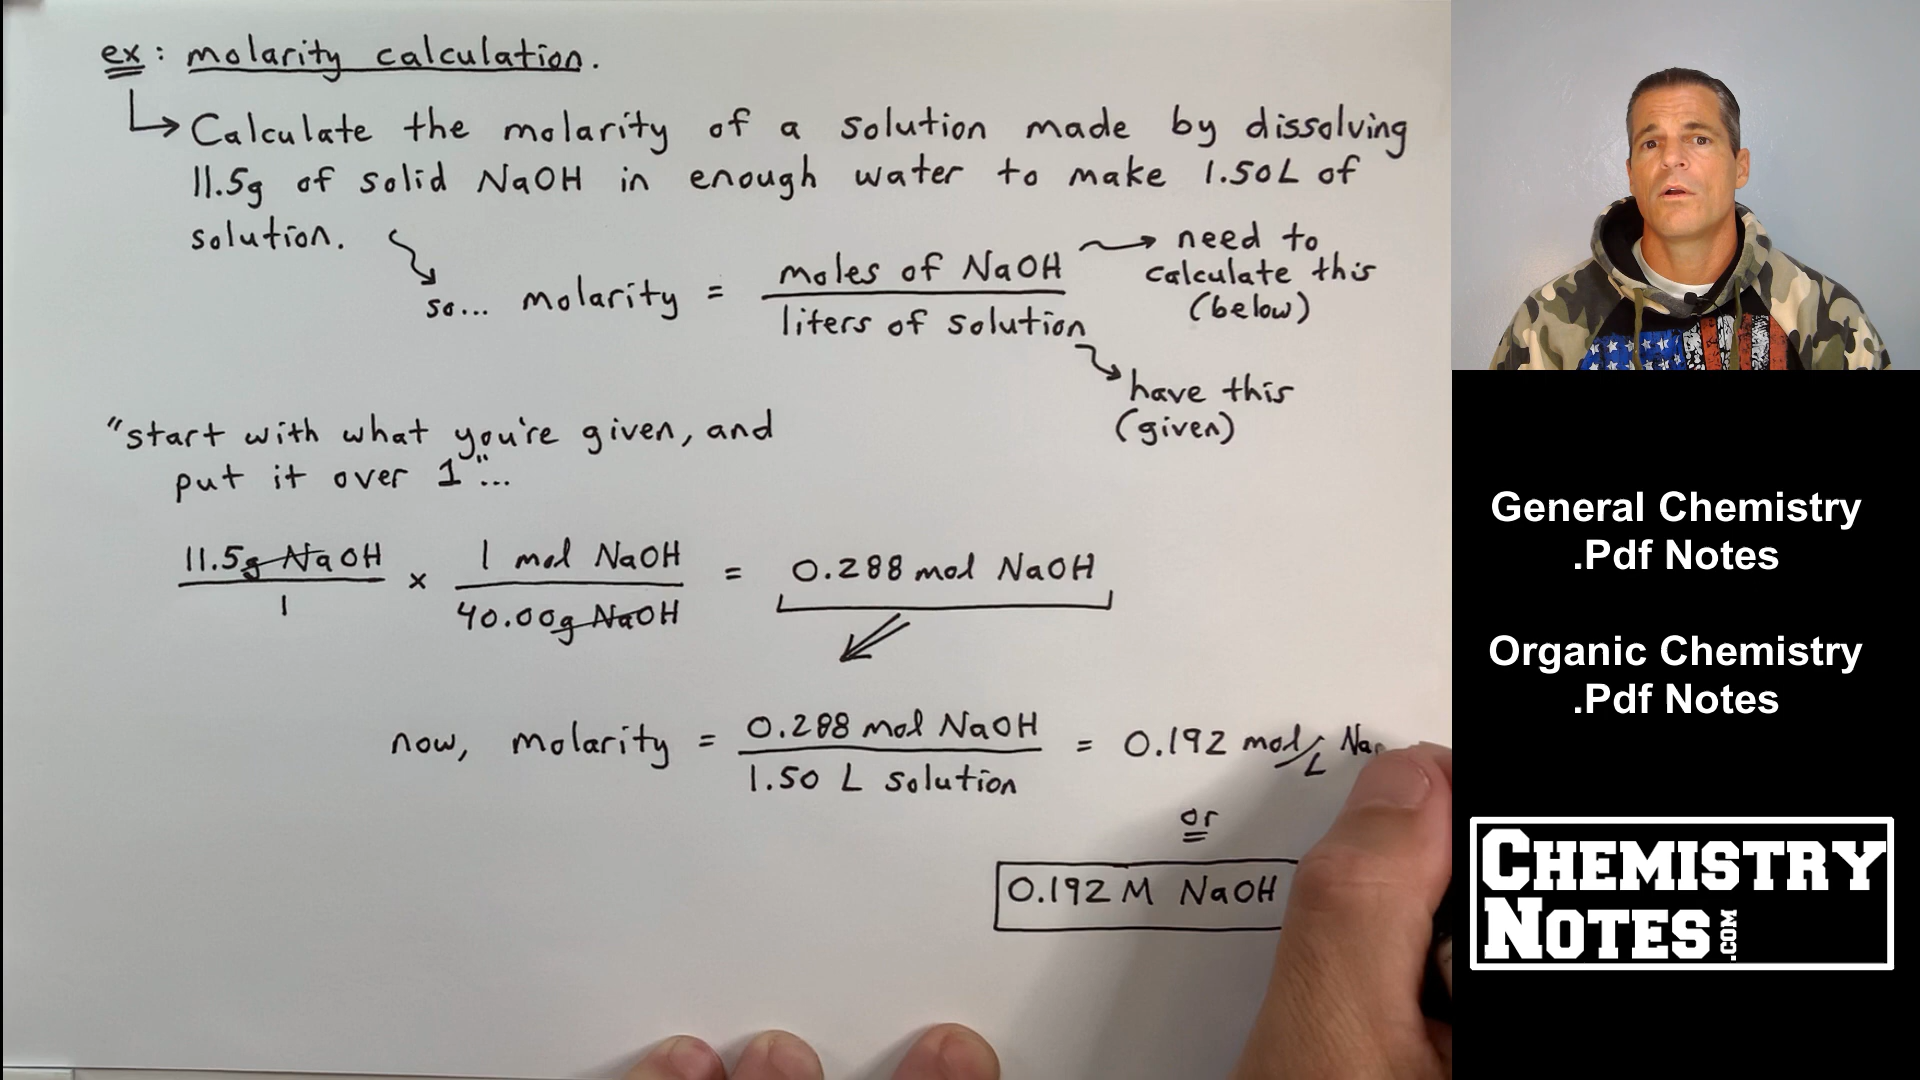 ex: molarity calculation.
Calculate the molarity of a solution made by dissolving
11.5g of solid NaOH in enough water to make 1.50L of
solution.
so... molarity = moles of NaOH / liters of solution
need to
calculate this
(below)
have this
(given)
"start with what you're given, and
put it over 1"...
11.5g NaOH / 1 × 1 mol NaOH / 40.00g NaOH = 0.288 mol NaOH
now, molarity = 0.288 mol NaOH / 1.50 L solution = 0.192 mol/L
or
0.192 M NaOH
General Chemistry
.Pdf Notes
Organic Chemistry
.Pdf Notes
CHEMISTRY
NOTES.COM